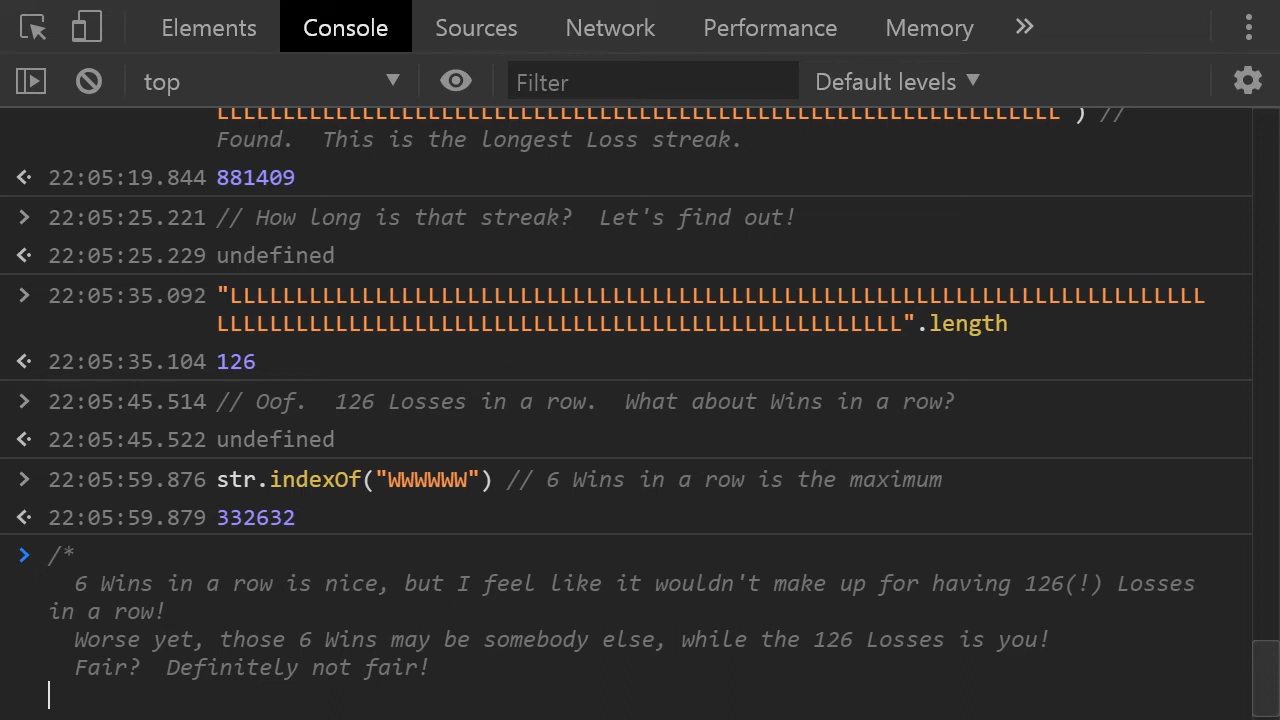 Elements Console Sources Network Performance Memory
top Filter Default levels
LLLLLLLLLLLLLLLLLLLLLLLLLLLLLLLLLLLLLLLLLLLLLLLLLLLLLLLLLLLLLLLL ) //
Found.  This is the longest Loss streak.
22:05:19.844 881409
22:05:25.221 // How long is that streak?  Let's find out!
22:05:25.229 undefined
22:05:35.092 "LLLLLLLLLLLLLLLLLLLLLLLLLLLLLLLLLLLLLLLLLLLLLLLLLLLLLLLLLLLLLLLLLLLLLLLLLL
LLLLLLLLLLLLLLLLLLLLLLLLLLLLLLLLLLLLLLLLLLLLLLLLLLLL".length
22:05:35.104 126
22:05:45.514 // Oof.  126 Losses in a row.  What about Wins in a row?
22:05:45.522 undefined
22:05:59.876 str.indexOf("WWWWWW") // 6 Wins in a row is the maximum
22:05:59.879 332632
/*
6 Wins in a row is nice, but I feel like it wouldn't make up for having 126(!) Losses
in a row!
Worse yet, those 6 Wins may be somebody else, while the 126 Losses is you!
Fair?  Definitely not fair!